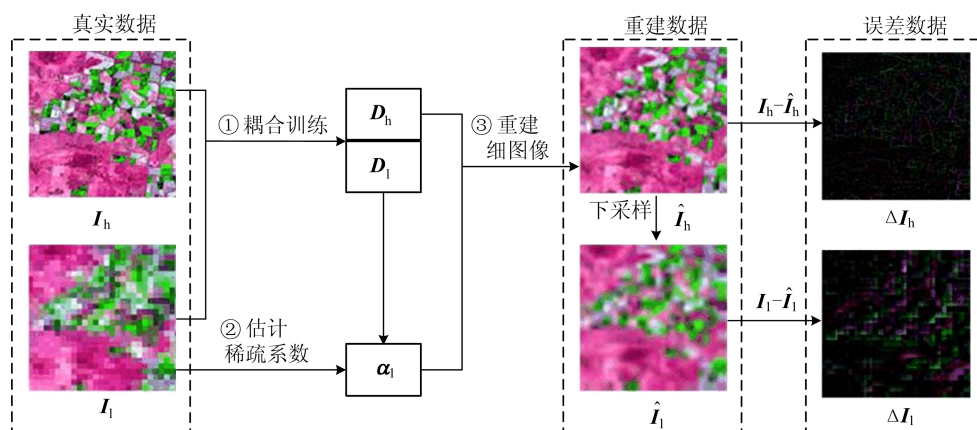 真实数据
重建数据
误差数据
I_h
I_l
① 耦合训练
② 估计
稀疏系数
D_h
D_l
α_l
③ 重建
细图像
下采样
Î_h
Î_l
I_h−Î_h
I_l−Î_l
ΔI_h
ΔI_l